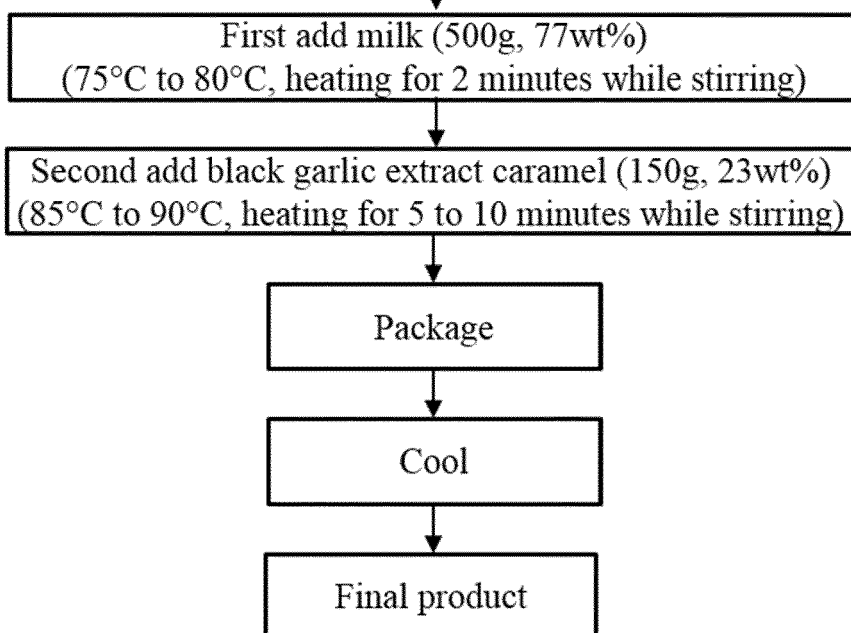 First add milk (500g, 77wt%)
(75°C to 80°C, heating for 2 minutes while stirring)
Second add black garlic extract caramel (150g, 23wt%)
(85°C to 90°C, heating for 5 to 10 minutes while stirring)
Package
Cool
Final product